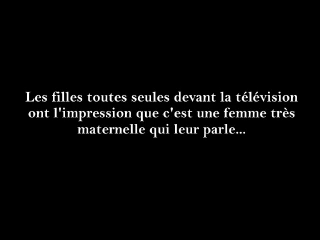 Les filles toutes seules devant la télévision
ont l'impression que c'est une femme très
maternelle qui leur parle...